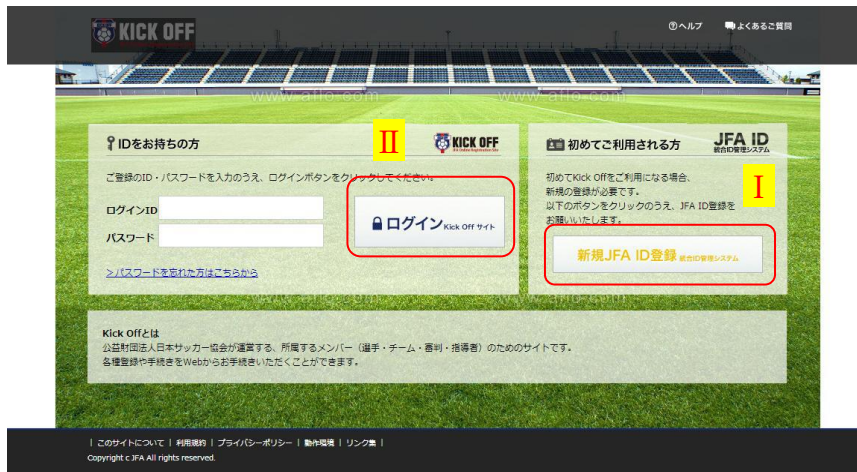 KICK OFF
ヘルプ
よくあるご質問
www.aflo.com
www.aflo.com
IDをお持ちの方
Ⅱ
KICK OFF
ご登録のID・パスワードを入力のうえ、ログインボタンをクリックしてください。
ログインID
パスワード
ログイン Kick Off サイト
>パスワードを忘れた方はこちらから
初めてご利用される方
JFA ID
統合ID管理システム
初めてKick Offをご利用になる場合、
新規の登録が必要です。
以下のボタンをクリックのうえ、JFA ID登録を
お願いいたします。
Ⅰ
新規JFA ID登録 統合ID管理システム
www.aflo.com
www.aflo.com
Kick Offとは
公益財団法人日本サッカー協会が運営する、所属するメンバー（選手・チーム・審判・指導者）のためのサイトです。
各種登録や手続きをWebからお手続きいただくことができます。
| このサイトについて | 利用規約 | プライバシーポリシー | 動作環境 | リンク集 |
Copyright c JFA All rights reserved.